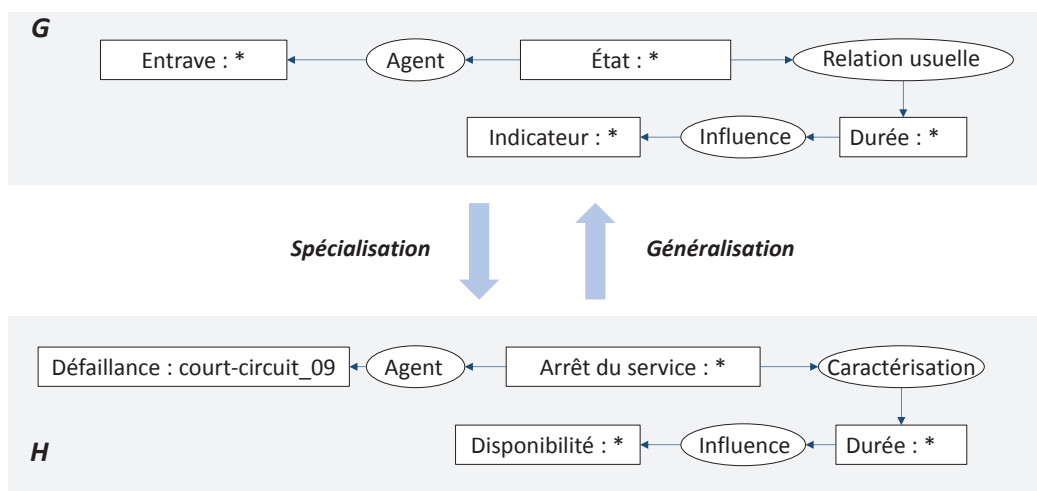 G
Entrave : * Agent État : * Relation usuelle
Indicateur : * Influence Durée : *
Spécialisation Généralisation
Défaillance : court-circuit_09 Agent Arrêt du service : * Caractérisation
H Disponibilité : * Influence Durée : *